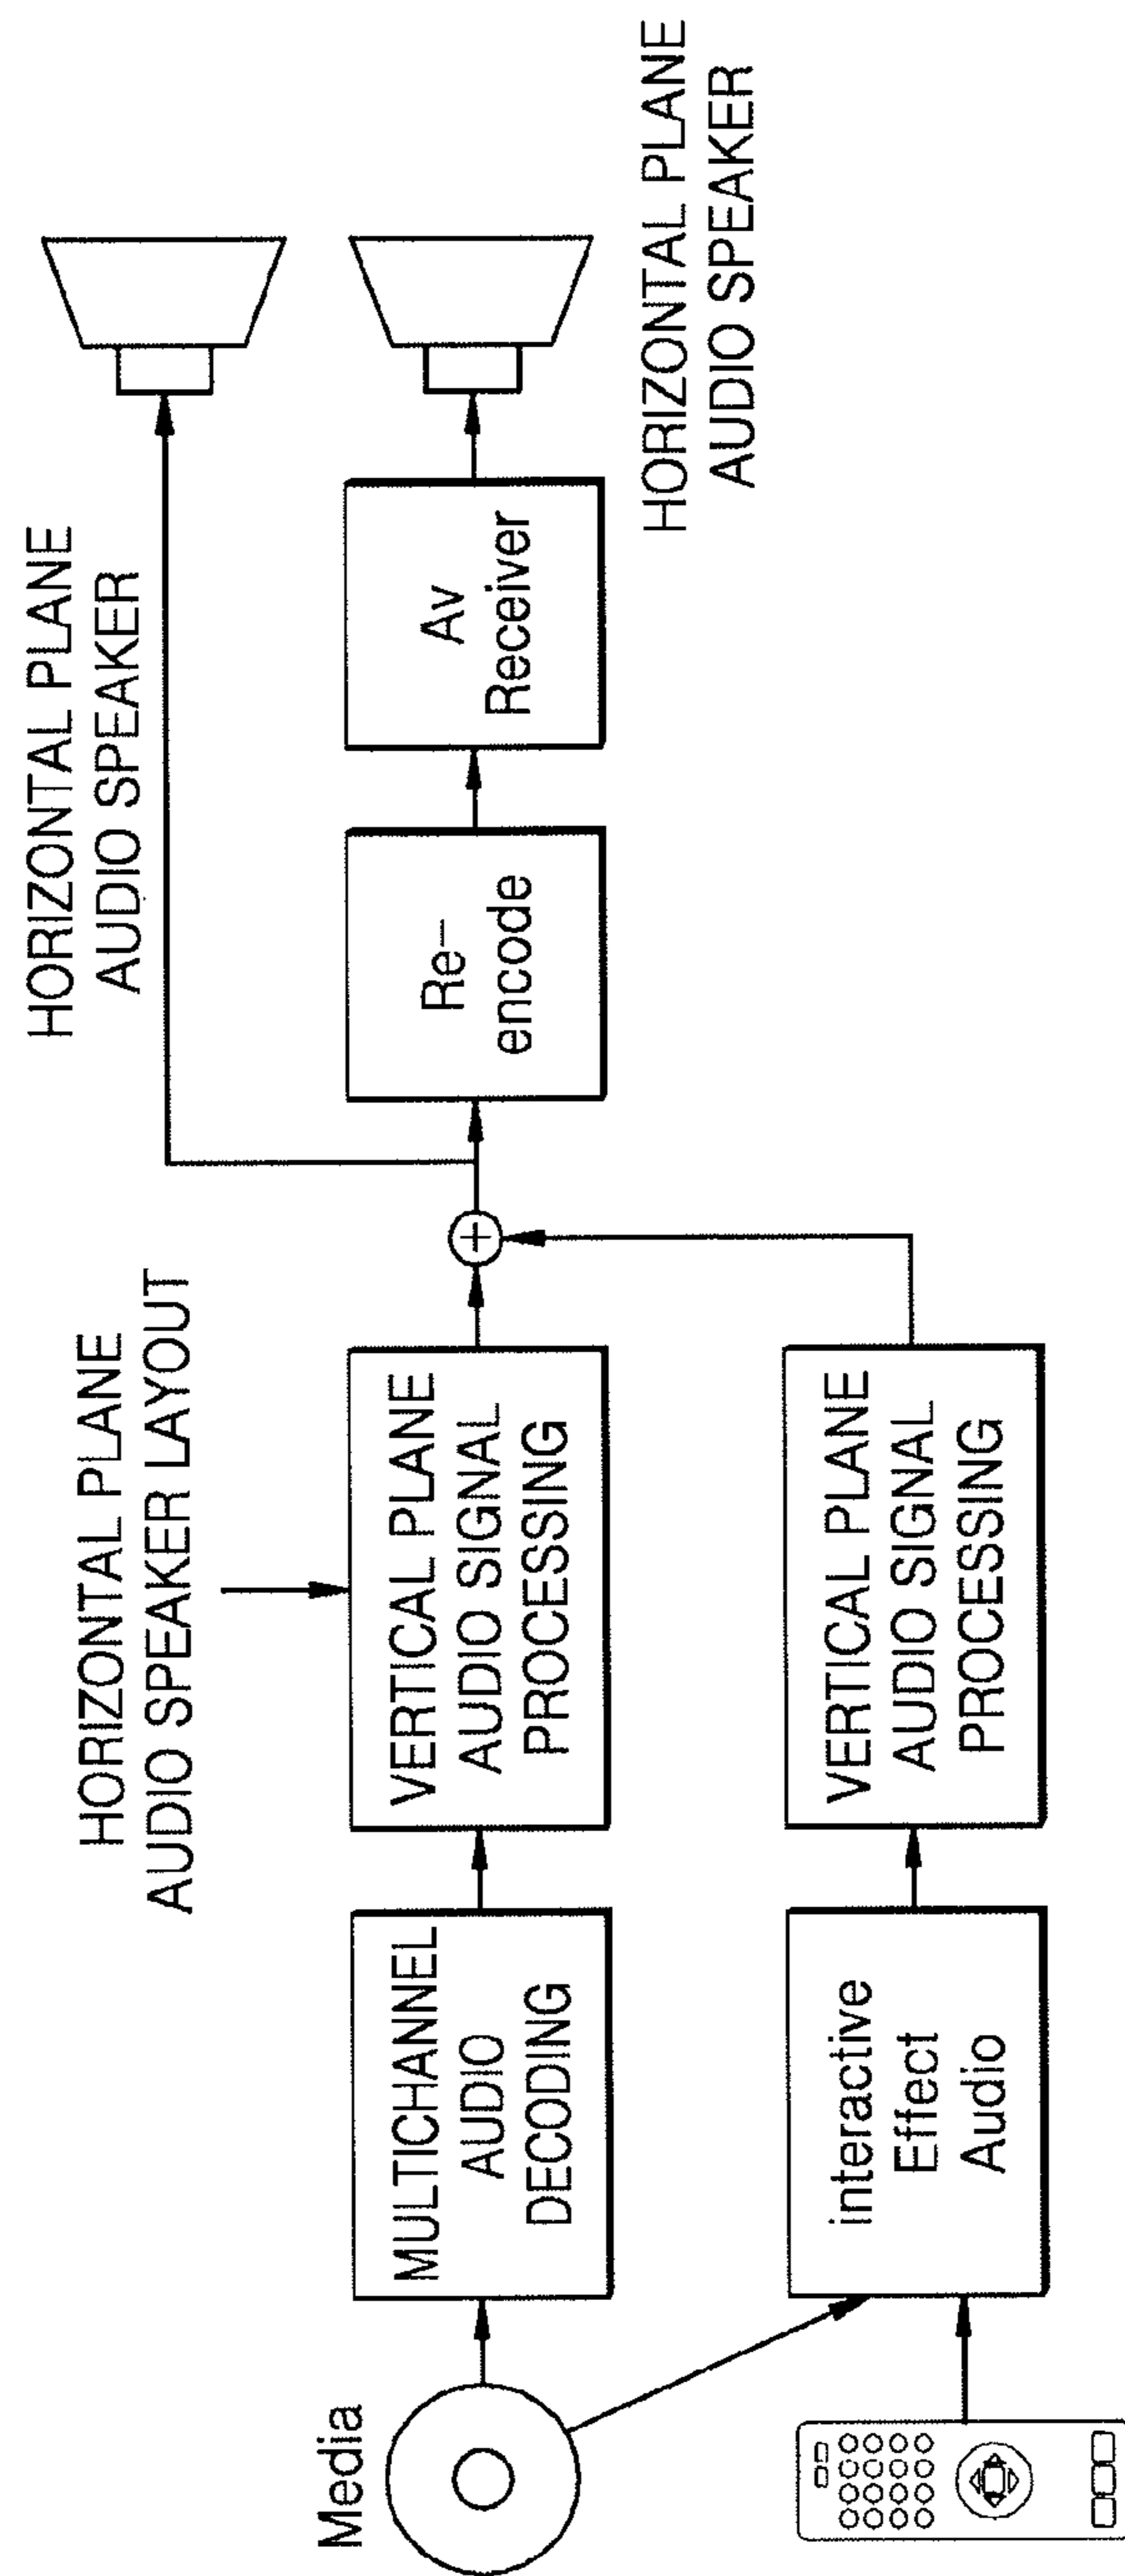 Media
MULTICHANNEL
AUDIO
DECODING
HORIZONTAL PLANE
AUDIO SPEAKER LAYOUT
VERTICAL PLANE
AUDIO SIGNAL
PROCESSING
+
Re-
encode
Av
Receiver
HORIZONTAL PLANE
AUDIO SPEAKER
HORIZONTAL PLANE
AUDIO SPEAKER
interactive
Effect
Audio
VERTICAL PLANE
AUDIO SIGNAL
PROCESSING